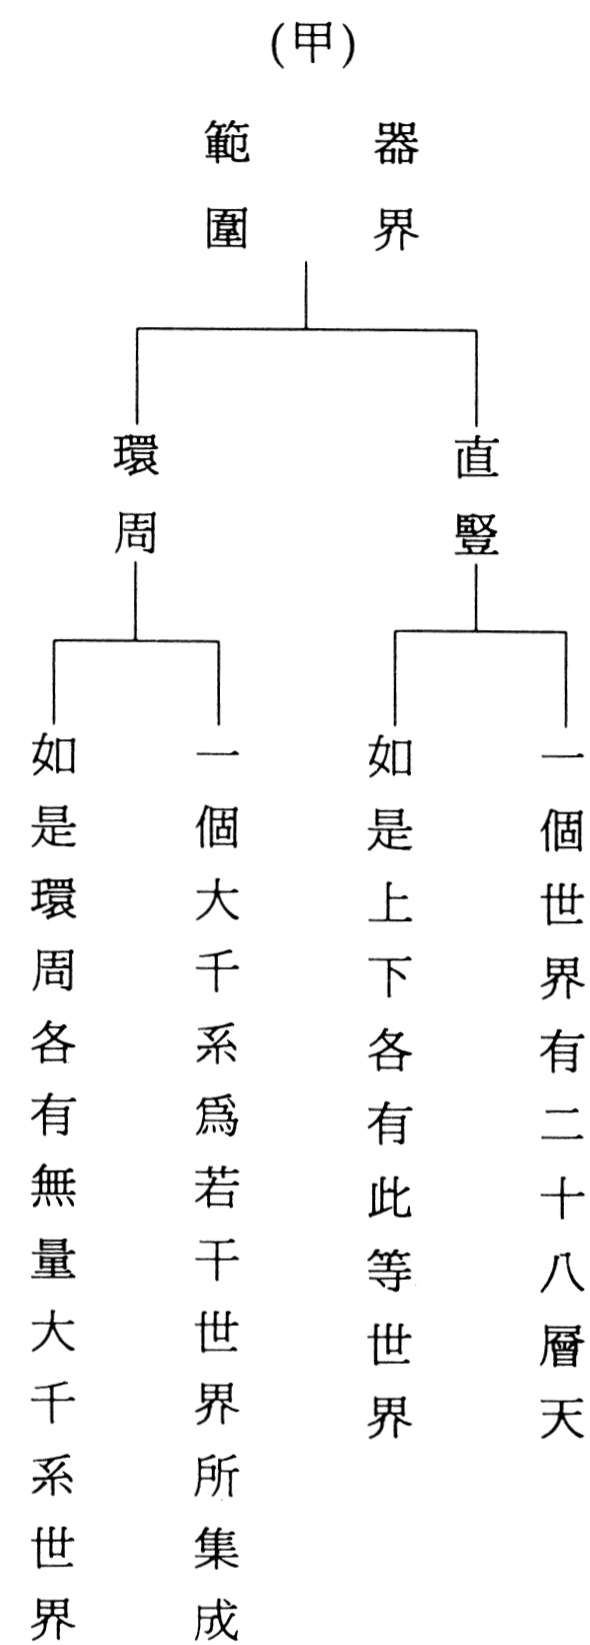 (甲)
器界
範圍
直豎
一個世界有二十八層天
如是上下各有此等世界
環周
一個大千系爲若干世界所集成
如是環周各有無量大千系世界